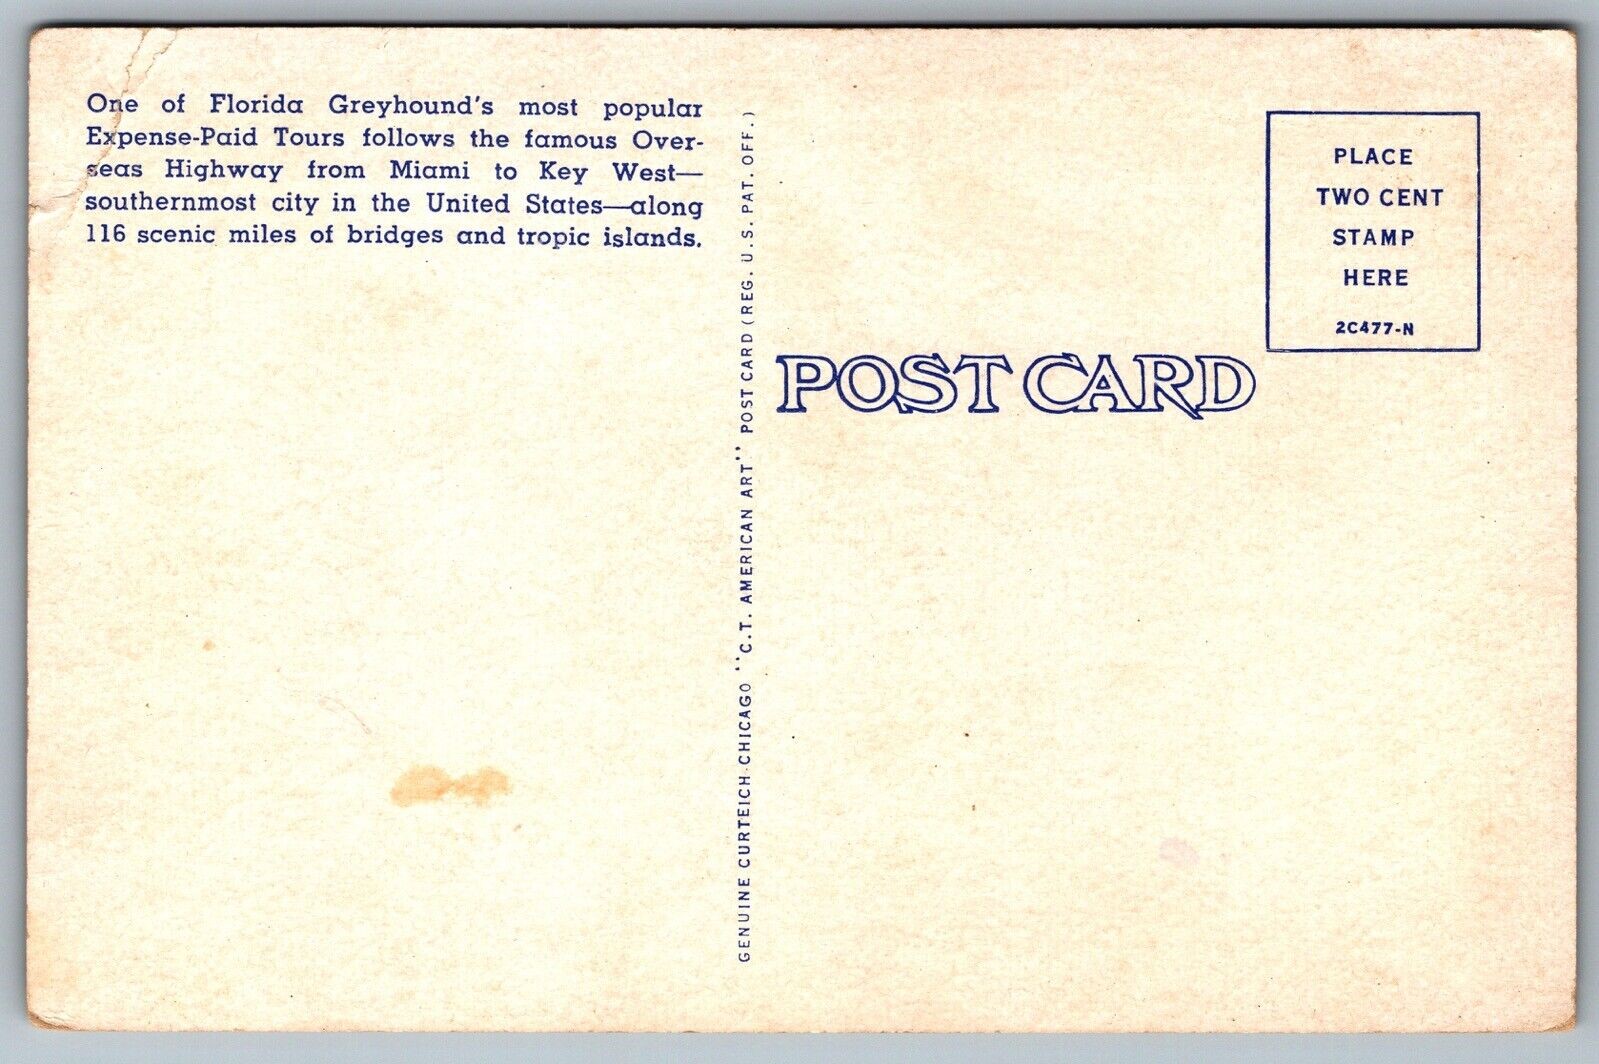 One of Florida Greyhound's most popular
Expense-Paid Tours follows the famous Over-
seas Highway from Miami to Key West—
southernmost city in the United States—along
116 scenic miles of bridges and tropic islands.
GENUINE CURTEICH-CHICAGO "C.T. AMERICAN ART" POST CARD (REG. U.S. PAT. OFF.)
PLACE
TWO CENT
STAMP
HERE
2C477-N
POST CARD